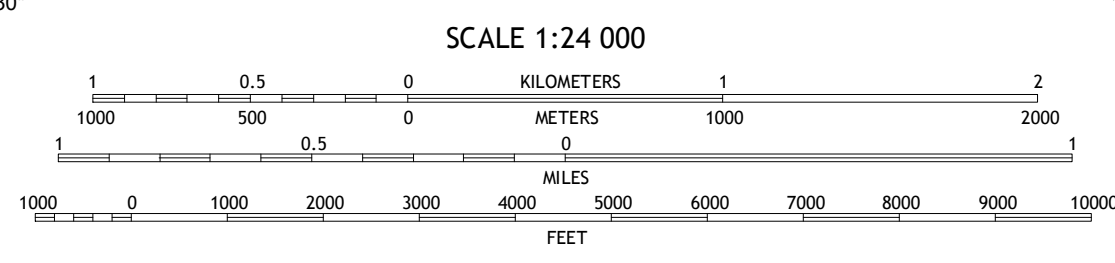 SCALE 1:24 000
1 0.5 0 KILOMETERS 1 2
1000 500 0 METERS 1000 2000
1 0.5 0 1
MILES
1000 0 1000 2000 3000 4000 5000 6000 7000 8000 9000 10000
FEET